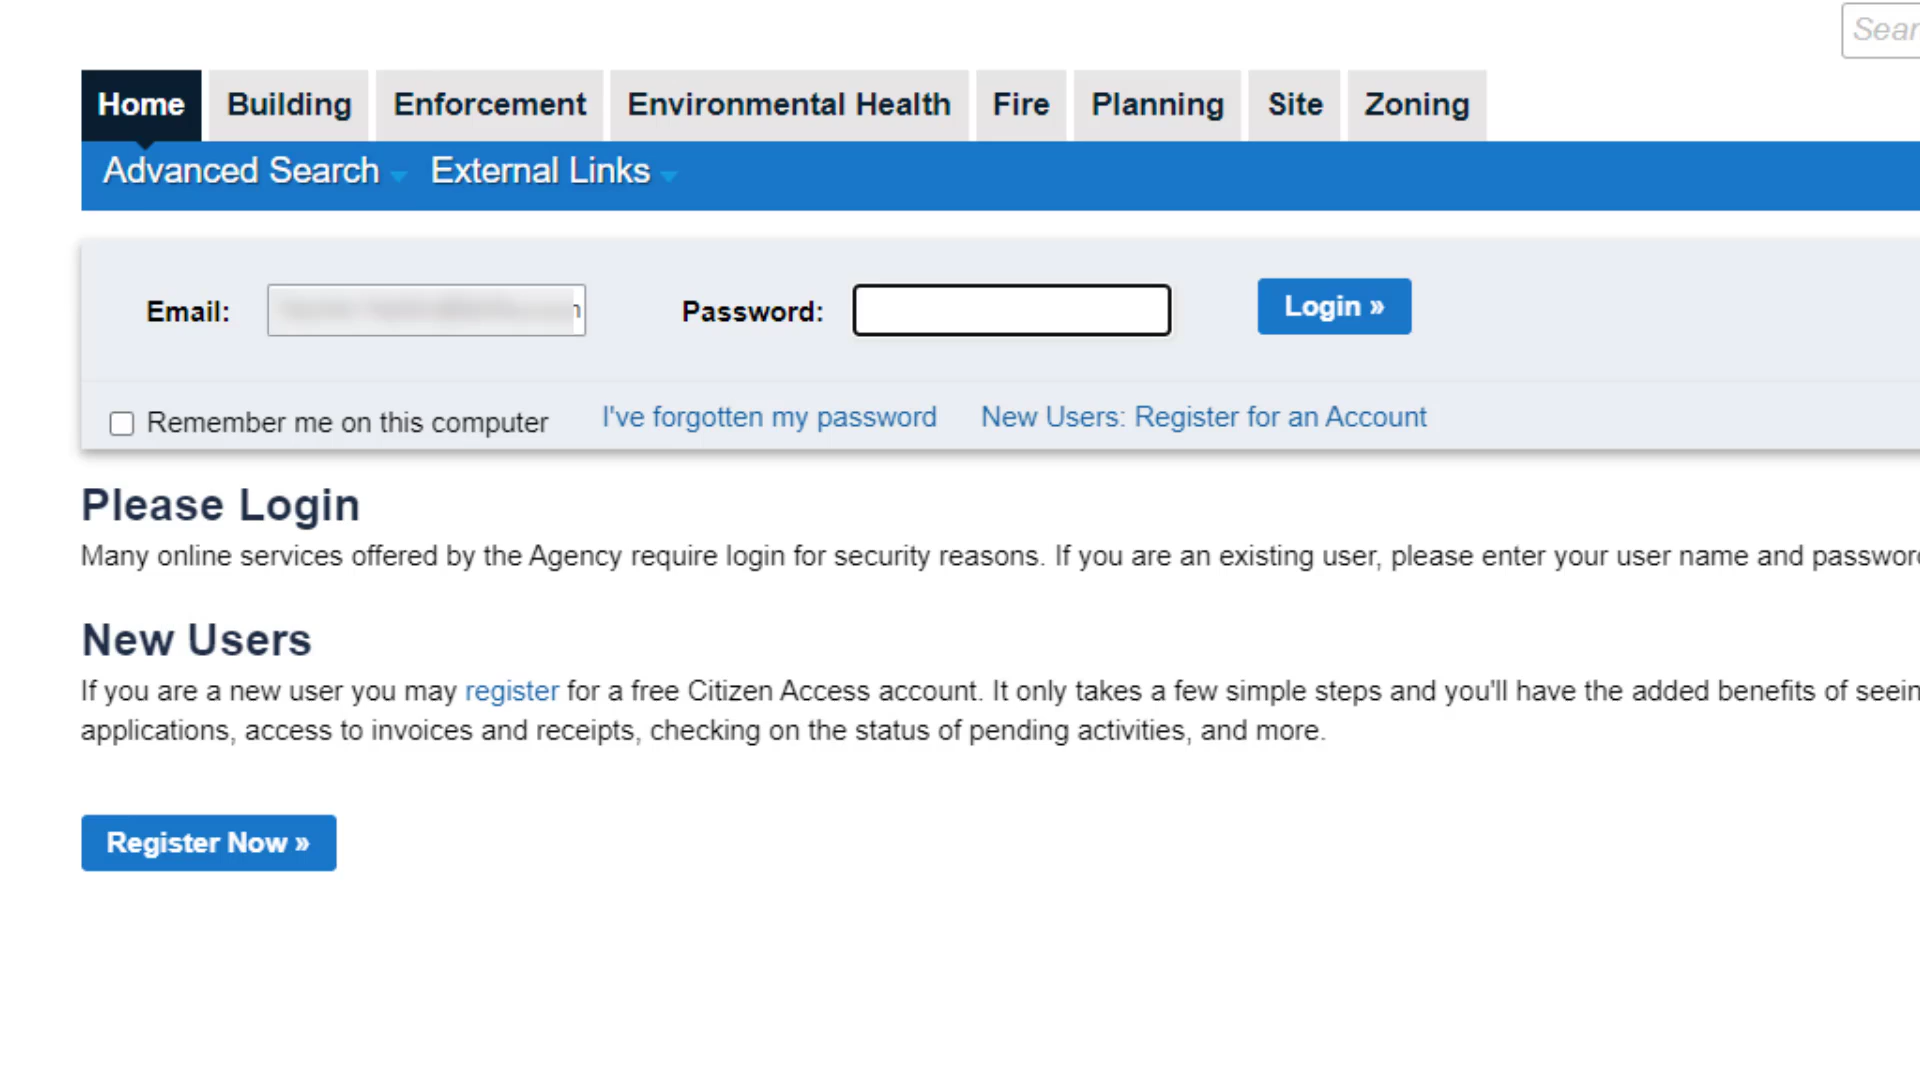 Home Building Enforcement Environmental Health Fire Planning Site Zoning
Advanced Search External Links
Email: Password: Login »
Remember me on this computer I've forgotten my password New Users: Register for an Account
Please Login
Many online services offered by the Agency require login for security reasons. If you are an existing user, please enter your user name and
New Users
If you are a new user you may register for a free Citizen Access account. It only takes a few simple steps and you'll have the added benefits of
applications, access to invoices and receipts, checking on the status of pending activities, and more.
Register Now »